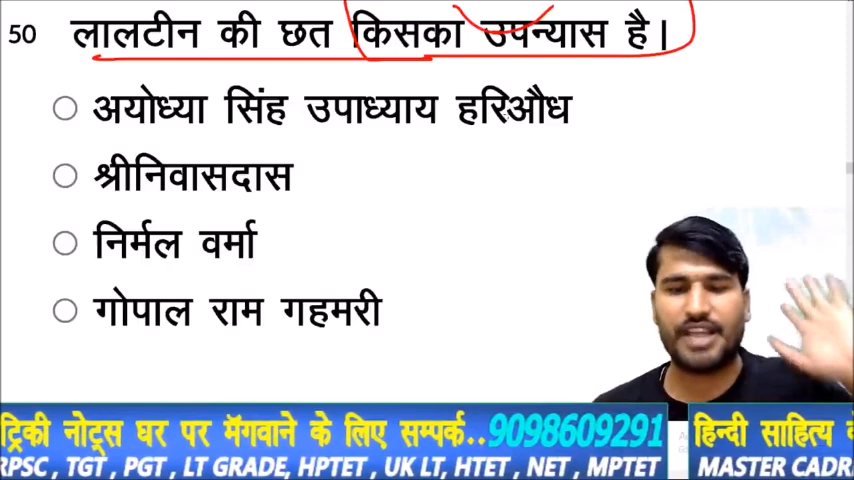 50 लालटीन की छत किसका उपन्यास है।
अयोध्या सिंह उपाध्याय हरिऔध
श्रीनिवासदास
निर्मल वर्मा
गोपाल राम गहमरी
ट्रिकी नोट्स घर पर मॅगवाने के लिए सम्पर्क..9098609291 हिन्दी साहित्य
RPSC , TGT , PGT , LT GRADE, HPTET , UK LT, HTET , NET , MPTET MASTER CADR